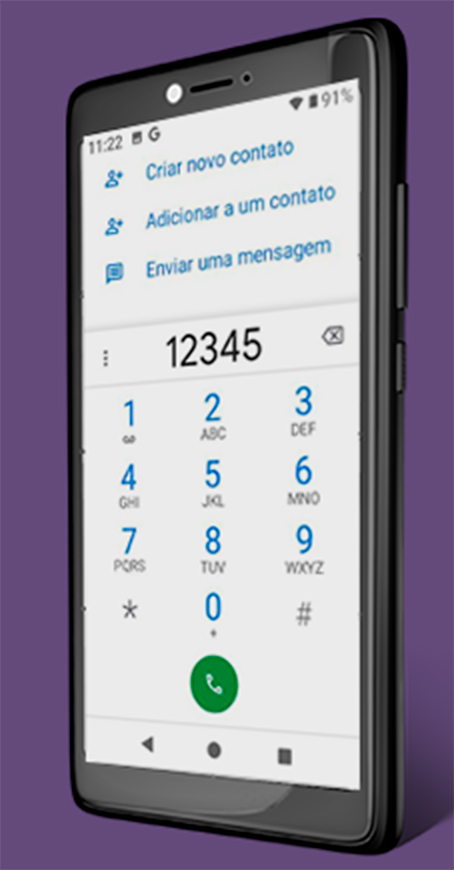 11:22 G 91%
Criar novo contato
Adicionar a um contato
Enviar uma mensagem
12345
1 2 3
ABC DEF
4 5 6
GHI JKL MNO
7 8 9
PQRS TUV WXYZ
* 0 #
+